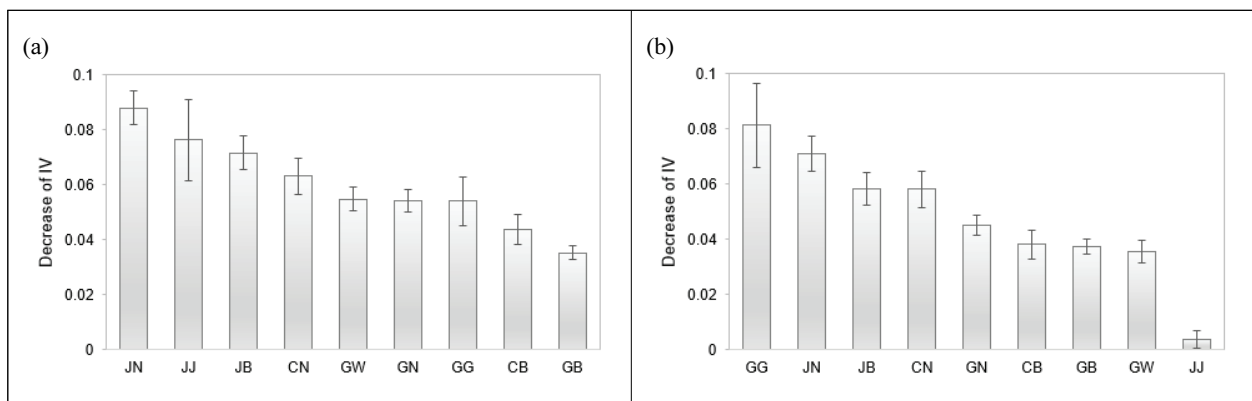 (a)
0.1
0.08
0.06
0.04
0.02
0
Decrease of IV
JN JJ JB CN GW GN GG CB GB
(b)
0.1
0.08
0.06
0.04
0.02
0
Decrease of IV
GG JN JB CN GN CB GB GW JJ